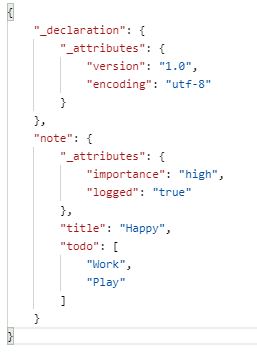 {
    "_declaration": {
        "_attributes": {
            "version": "1.0",
            "encoding": "utf-8"
        }
    },
    "note": {
        "_attributes": {
            "importance": "high",
            "logged": "true"
        },
        "title": "Happy",
        "todo": [
            "Work",
            "Play"
        ]
    }
}